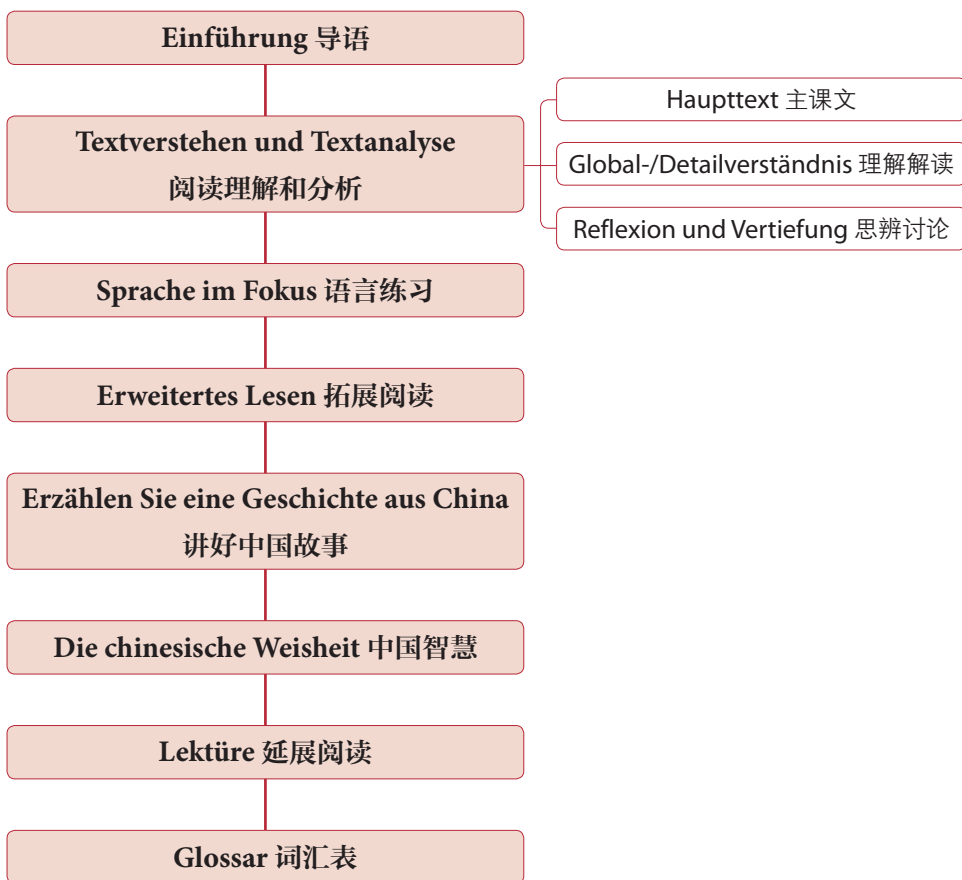 Einführung 导语
Textverstehen und Textanalyse
阅读理解和分析
Haupttext 主课文
Global-/Detailverständnis 理解解读
Reflexion und Vertiefung 思辨讨论
Sprache im Fokus 语言练习
Erweitertes Lesen 拓展阅读
Erzählen Sie eine Geschichte aus China
讲好中国故事
Die chinesische Weisheit 中国智慧
Lektüre 延展阅读
Glossar 词汇表